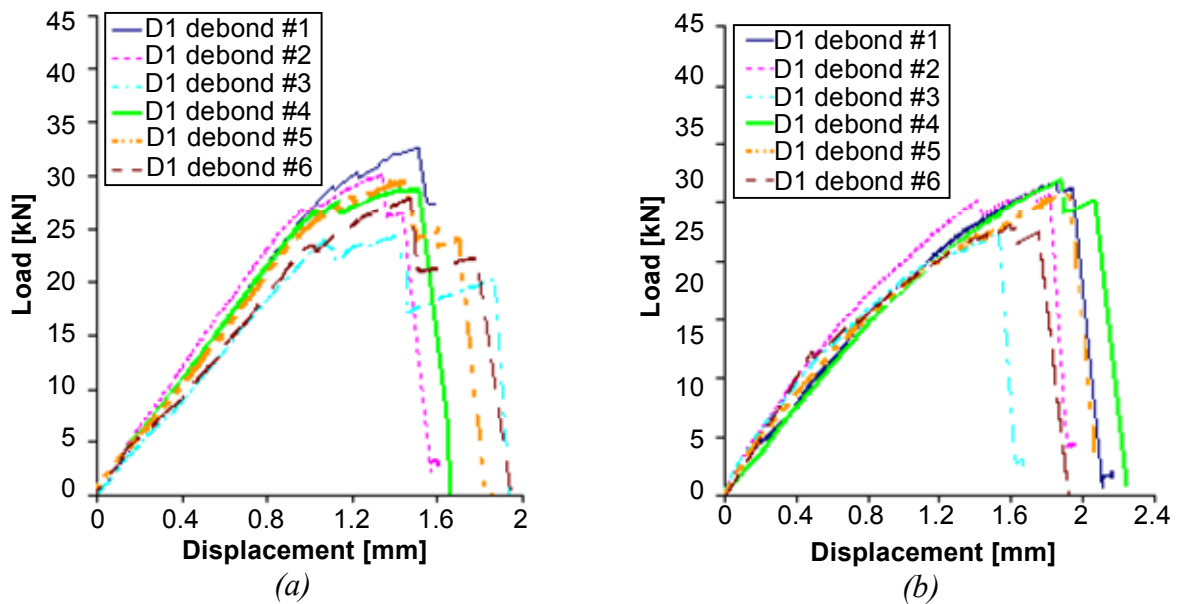 45
40
35
30
25
20
15
10
5
0
Load [kN]
D1 debond #1
D1 debond #2
D1 debond #3
D1 debond #4
D1 debond #5
D1 debond #6
0 0.4 0.8 1.2 1.6 2
Displacement [mm]
(a)
45
40
35
30
25
20
15
10
5
0
Load [kN]
D1 debond #1
D1 debond #2
D1 debond #3
D1 debond #4
D1 debond #5
D1 debond #6
0 0.4 0.8 1.2 1.6 2 2.4
Displacement [mm]
(b)